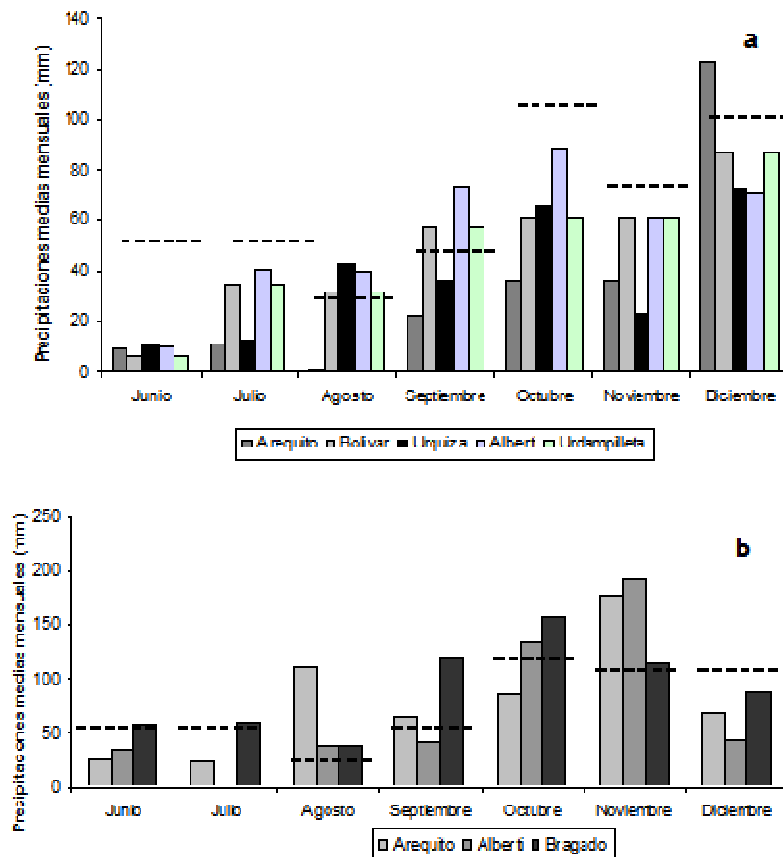 a
Precipitaciones medias mensuales (mm)
140
120
100
80
60
40
20
0
Junio Julio Agosto Septiembre Octubre Noviembre Diciembre
Arequito Bolivar Urquiza Alberti Urdampilleta
b
Precipitaciones medias mensuales (mm)
250
200
150
100
50
0
Junio Julio Agosto Septiembre Octubre Noviembre Diciembre
Arequito Alberti Bragado